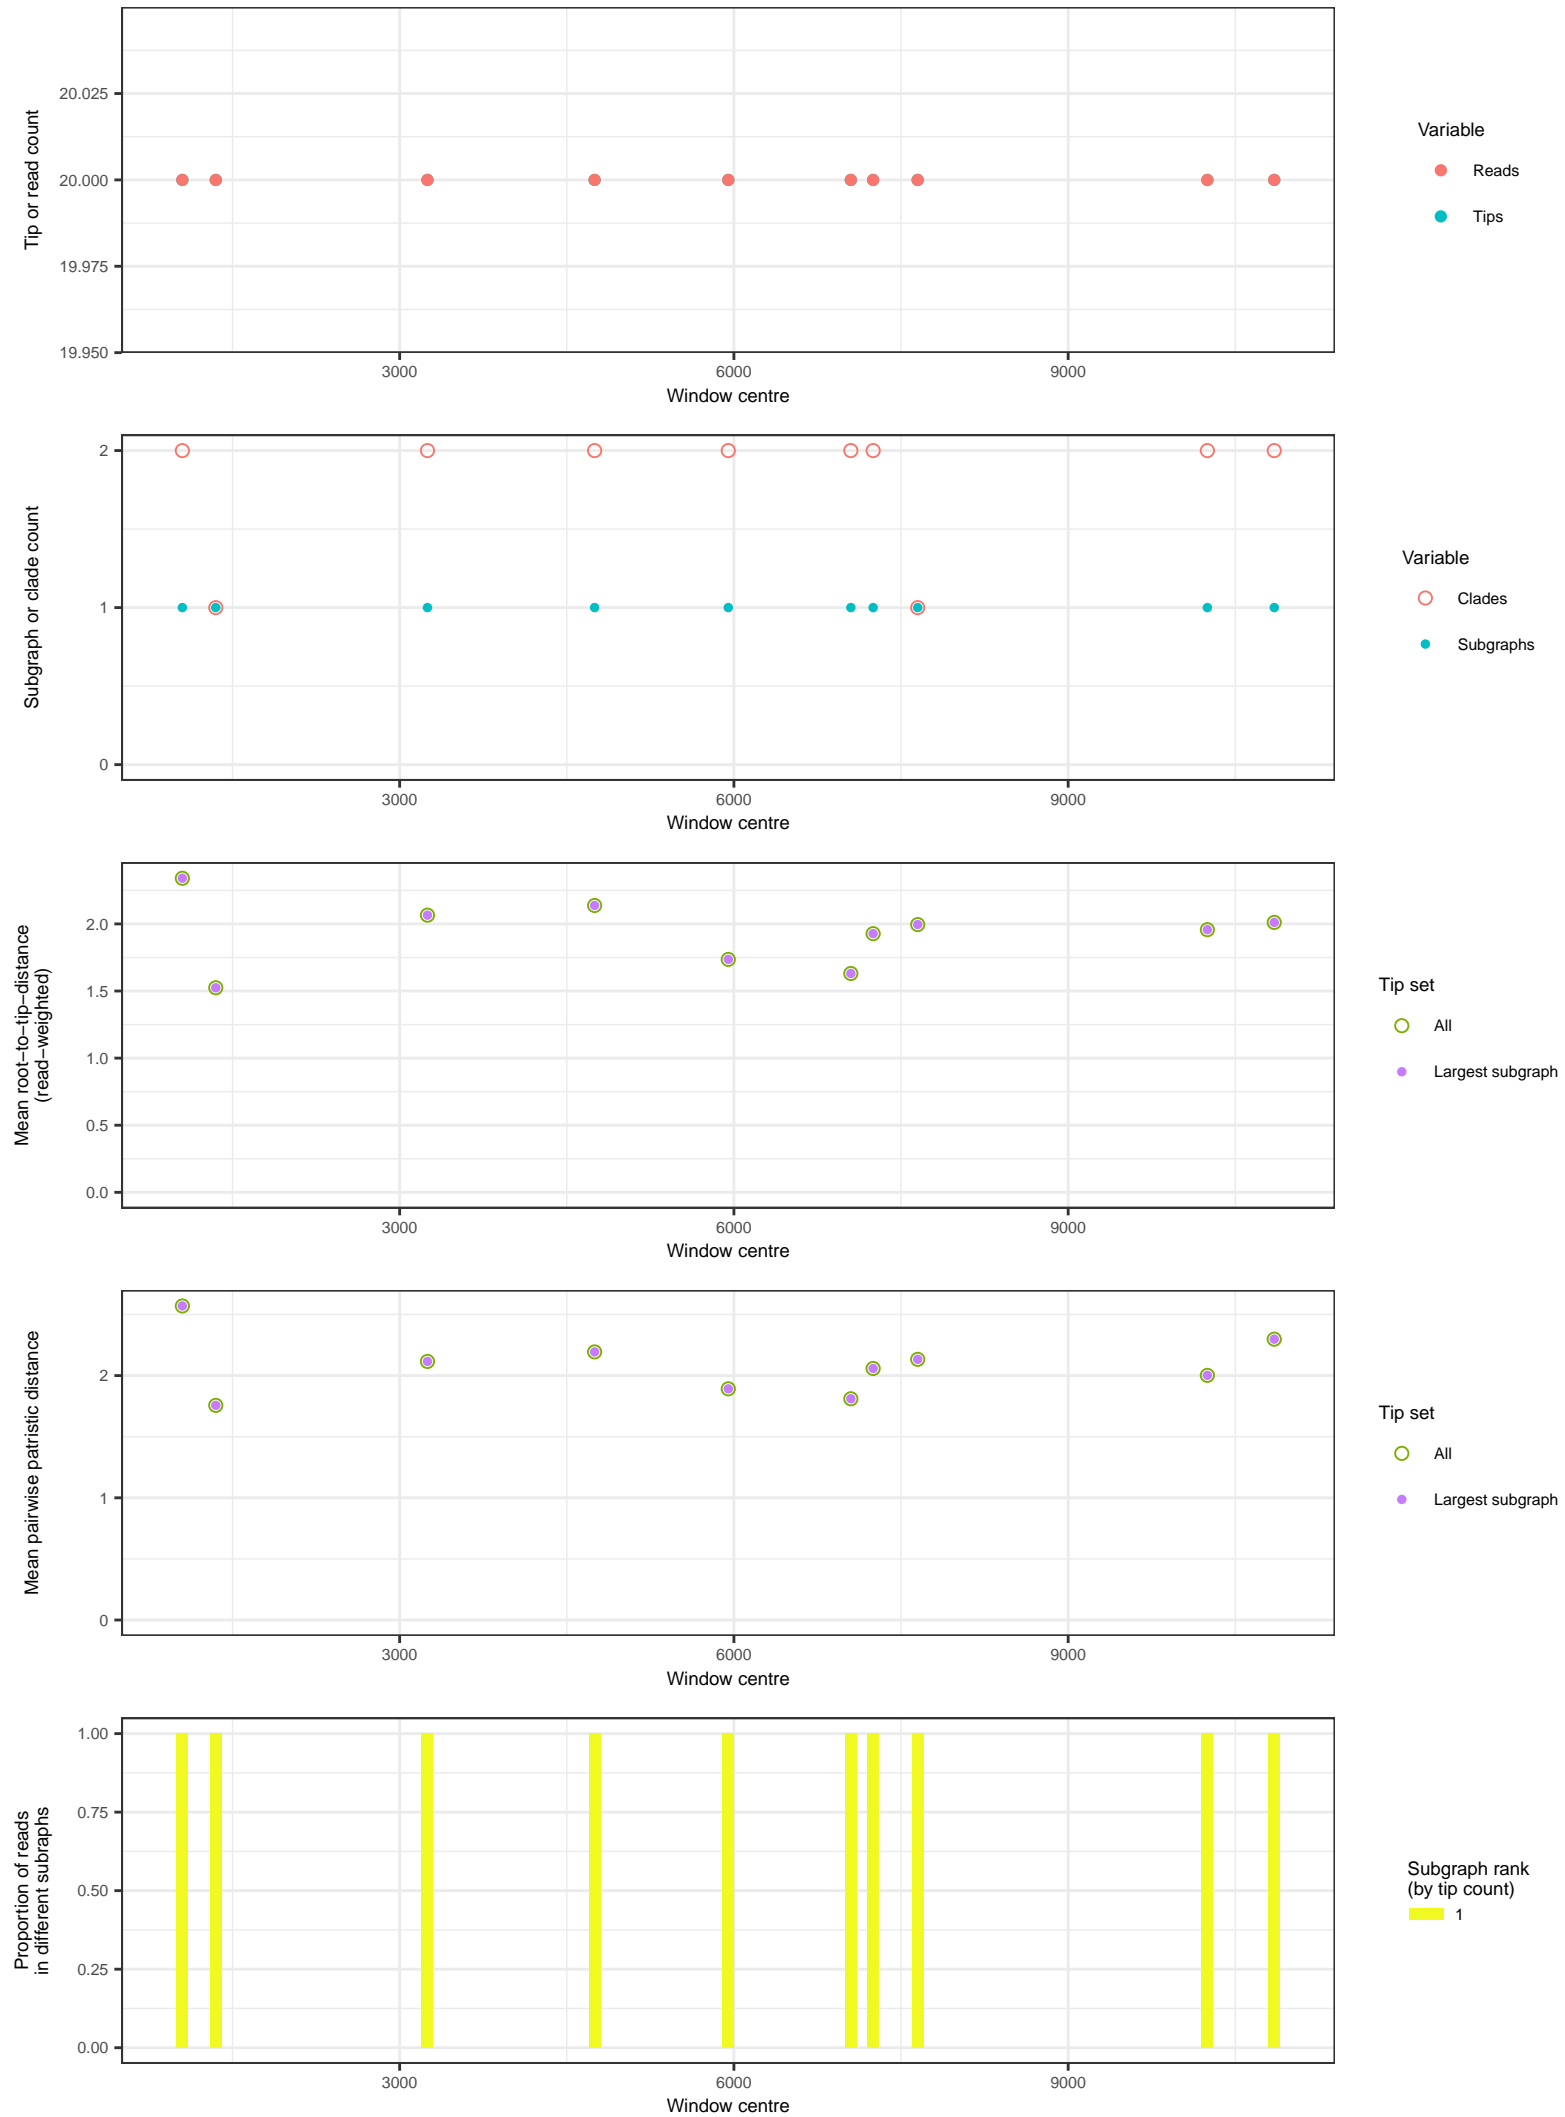 Tip or read count
20.025
20.000
19.975
19.950
3000
6000
9000
Window centre
Variable
Reads
Tips
Subgraph or clade count
2
1
0
3000
6000
9000
Window centre
Variable
Clades
Subgraphs
Mean root−to−tip−distance
(read−weighted)
2.0
1.5
1.0
0.5
0.0
3000
6000
9000
Window centre
Tip set
All
Largest subgraph
Mean pairwise patristic distance
2
1
0
3000
6000
9000
Window centre
Tip set
All
Largest subgraph
Proportion of reads
in different subraphs
1.00
0.75
0.50
0.25
0.00
3000
6000
9000
Window centre
Subgraph rank
(by tip count)
1